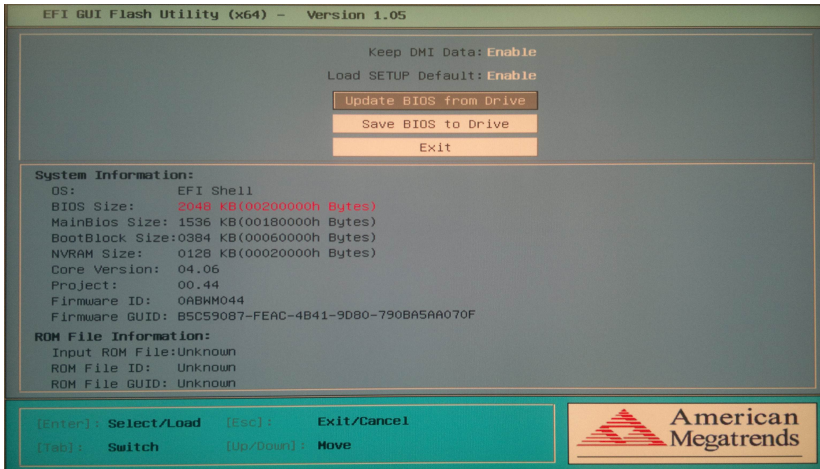 EFI GUI Flash Utility (x64) - Version 1.05
Keep DMI Data: Enable
Load SETUP Default: Enable
Update BIOS from Drive
Save BIOS to Drive
Exit
System Information:
OS: EFI Shell
BIOS Size: 2048 KB(00200000h Bytes)
MainBios Size: 1536 KB(00180000h Bytes)
BootBlock Size:0384 KB(00060000h Bytes)
NVRAM Size: 0128 KB(00020000h Bytes)
Core Version: 04.06
Project: 00.44
Firmware ID: 0ABWM044
Firmware GUID: B5C59087-FEAC-4B41-9D80-790BA5AA070F
ROM File Information:
Input ROM File:Unknown
ROM File ID: Unknown
ROM File GUID: Unknown
[Enter]: Select/Load [Esc]: Exit/Cancel
[Tab]: Switch [Up/Down]: Move
American
Megatrends